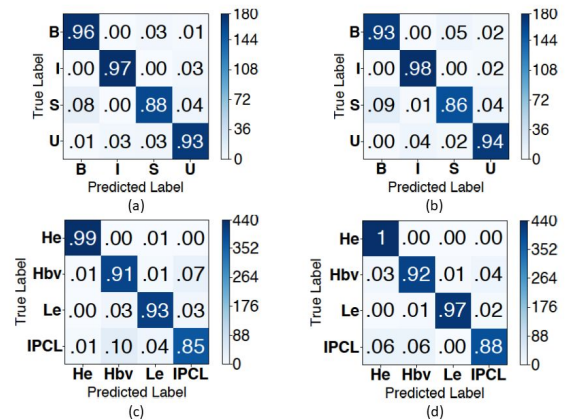 180
B .96 .00 .03 .01
144
I .00 .97 .00 .03
108
72
S .08 .00 .88 .04
36
U .01 .03 .03 .93
0
B I S U
True Label
Predicted Label
(a)
180
B .93 .00 .05 .02
144
I .00 .98 .00 .02
108
72
S .09 .01 .86 .04
36
U .00 .04 .02 .94
0
B I S U
True Label
Predicted Label
(b)
440
He .99 .00 .01 .00
352
Hbv .01 .91 .01 .07
264
176
Le .00 .03 .93 .03
88
IPCL .01 .10 .04 .85
0
He Hbv Le IPCL
True Label
Predicted Label
(c)
440
He 1 .00 .00 .00
352
Hbv .03 .92 .01 .04
264
176
Le .00 .01 .97 .02
88
IPCL .06 .06 .00 .88
0
He Hbv Le IPCL
True Label
Predicted Label
(d)